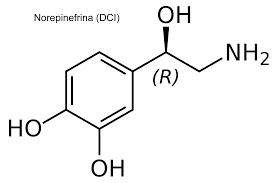 Norepinefrina (DCI)
OH
NH2
(R)
HO
OH